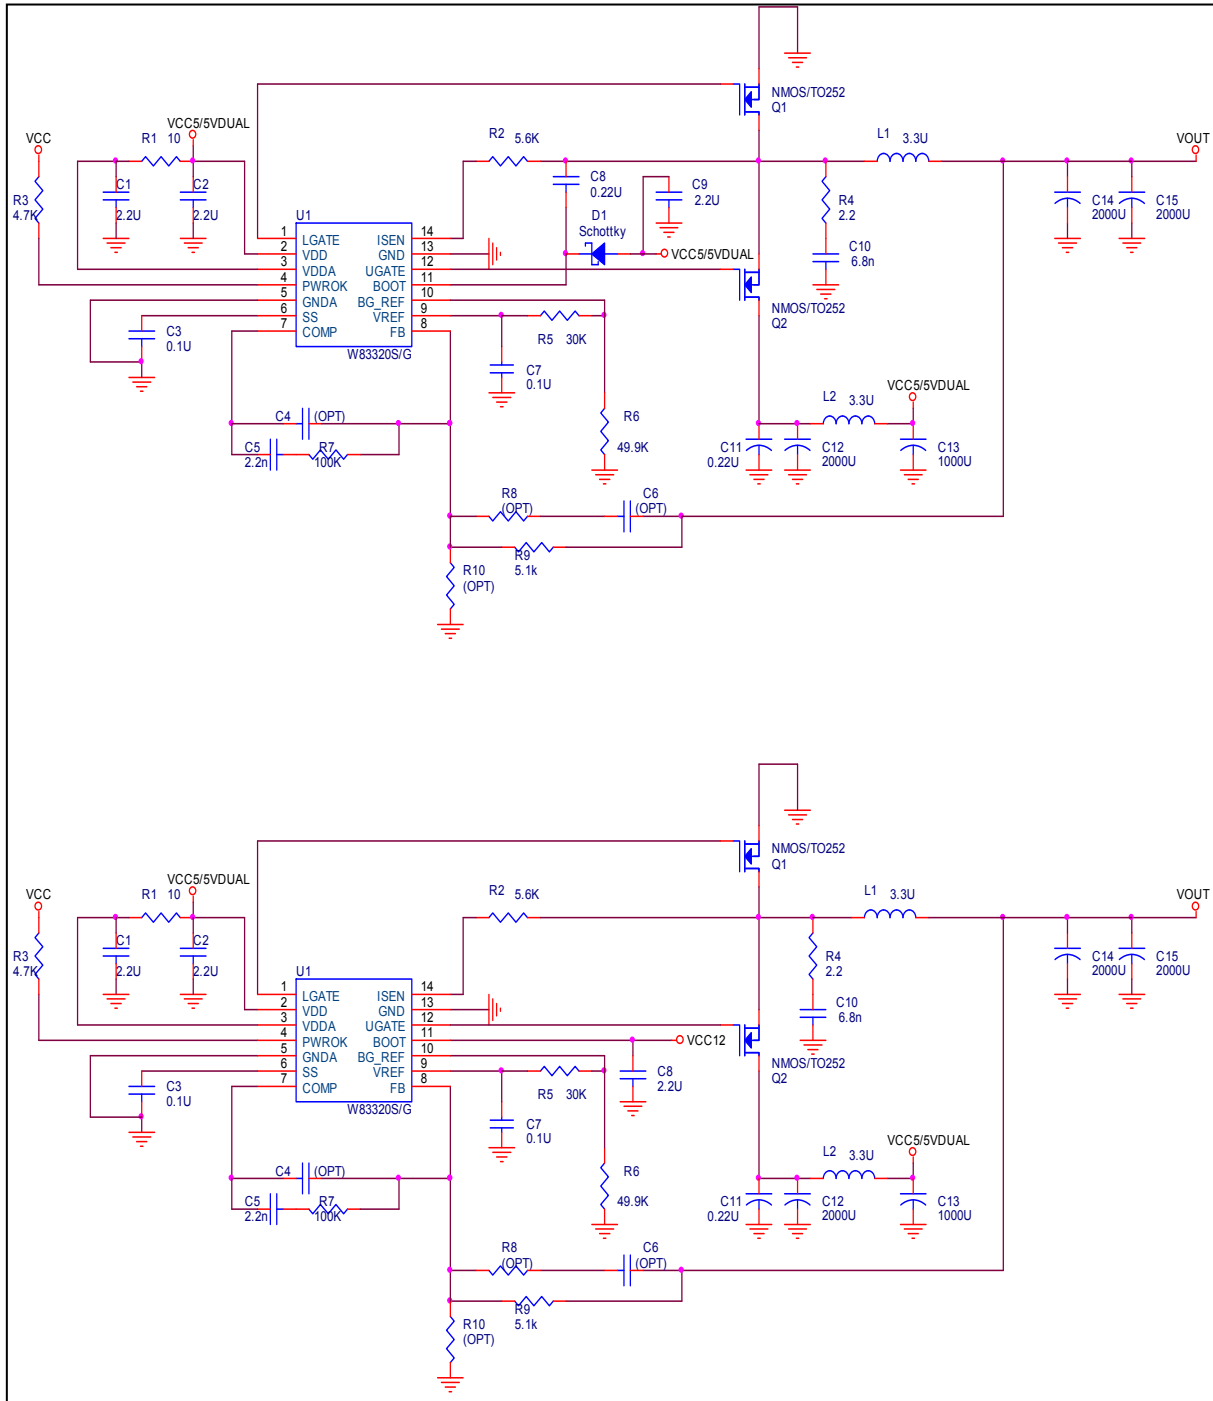 NMOS/TO252
Q1
VCC
R1 10
VCC5/5VDUAL
R2 5.6K
L1 3.3U
VOUT
R3
4.7K
C1
2.2U
C2
2.2U
C8
0.22U
C9
2.2U
R4
2.2
C14
2000U
C15
2000U
D1
Schottky
VCC5/5VDUAL
C10
6.8n
U1
1 LGATE ISEN 14
2 VDD GND 13
3 VDDA UGATE 12
4 PWROK BOOT 11
5 GNDA BG_REF 10
6 SS VREF 9
7 COMP FB 8
W83320S/G
NMOS/TO252
Q2
C3
0.1U
R5 30K
C7
0.1U
VCC5/5VDUAL
L2 3.3U
C4 (OPT)
C5
2.2n
R7
100K
R6
49.9K
C11
0.22U
C12
2000U
C13
1000U
R8
(OPT)
C6
(OPT)
R9
5.1k
R10
(OPT)
NMOS/TO252
Q1
VCC
R1 10
VCC5/5VDUAL
R2 5.6K
L1 3.3U
VOUT
R3
4.7K
C1
2.2U
C2
2.2U
R4
2.2
C14
2000U
C15
2000U
C10
6.8n
U1
1 LGATE ISEN 14
2 VDD GND 13
3 VDDA UGATE 12
4 PWROK BOOT 11
5 GNDA BG_REF 10
6 SS VREF 9
7 COMP FB 8
W83320S/G
VCC12
NMOS/TO252
Q2
C8
2.2U
C3
0.1U
R5 30K
C7
0.1U
VCC5/5VDUAL
L2 3.3U
C4 (OPT)
C5
2.2n
R7
100K
R6
49.9K
C11
0.22U
C12
2000U
C13
1000U
R8
(OPT)
C6
(OPT)
R9
5.1k
R10
(OPT)